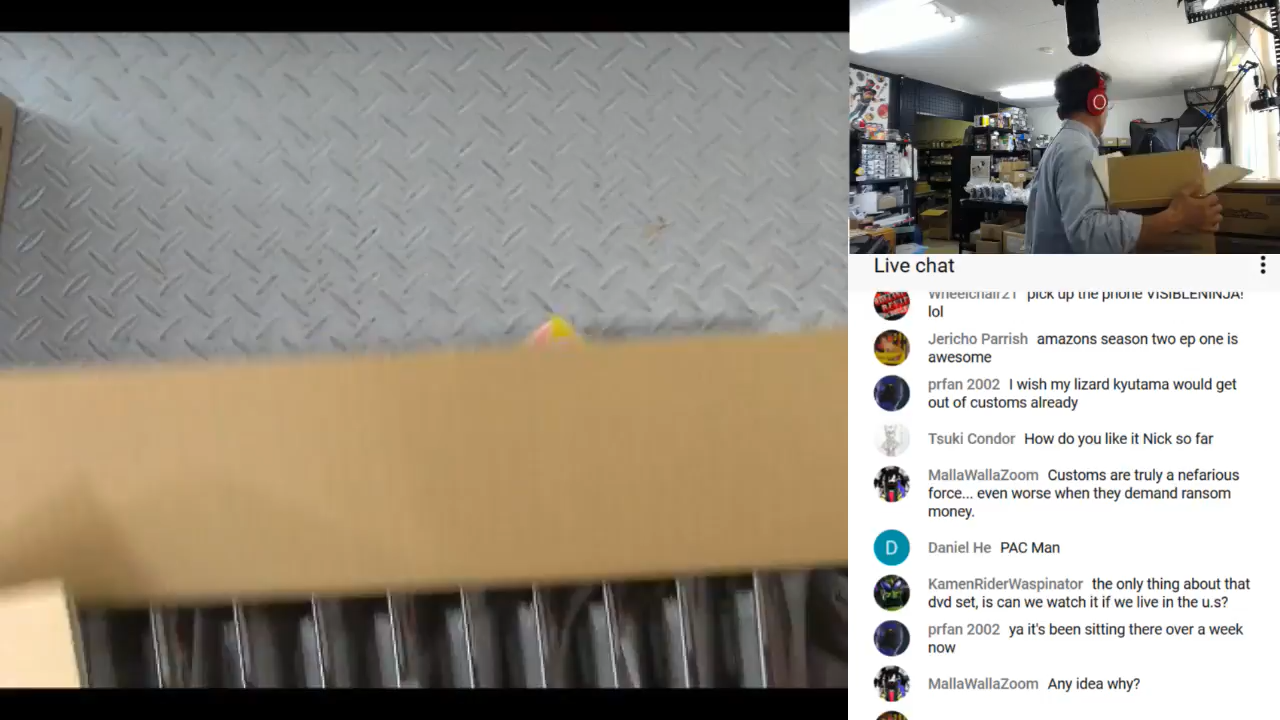 Live chat
Wheelchair21 pick up the phone VISIBLENINJA!
lol
Jericho Parrish amazons season two ep one is
awesome
prfan 2002 I wish my lizard kyutama would get
out of customs already
Tsuki Condor How do you like it Nick so far
MallaWallaZoom Customs are truly a nefarious
force... even worse when they demand ransom
money.
D
Daniel He PAC Man
KamenRiderWaspinator the only thing about that
dvd set, is can we watch it if we live in the u.s?
prfan 2002 ya it's been sitting there over a week
now
MallaWallaZoom Any idea why?